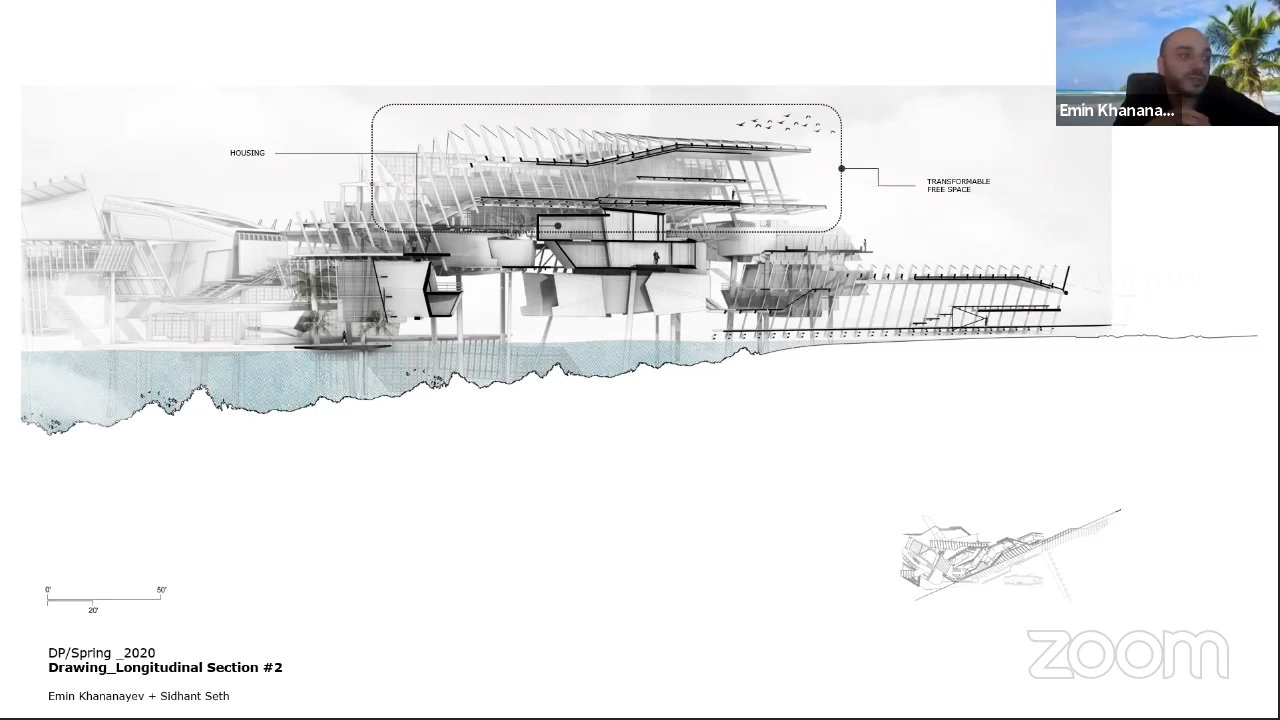 Emin Khanana...
HOUSING
TRANSFORMABLE
FREE SPACE
0' 50'
20'
DP/Spring _2020
Drawing_Longitudinal Section #2
Emin Khananayev + Sidhant Seth
zoom